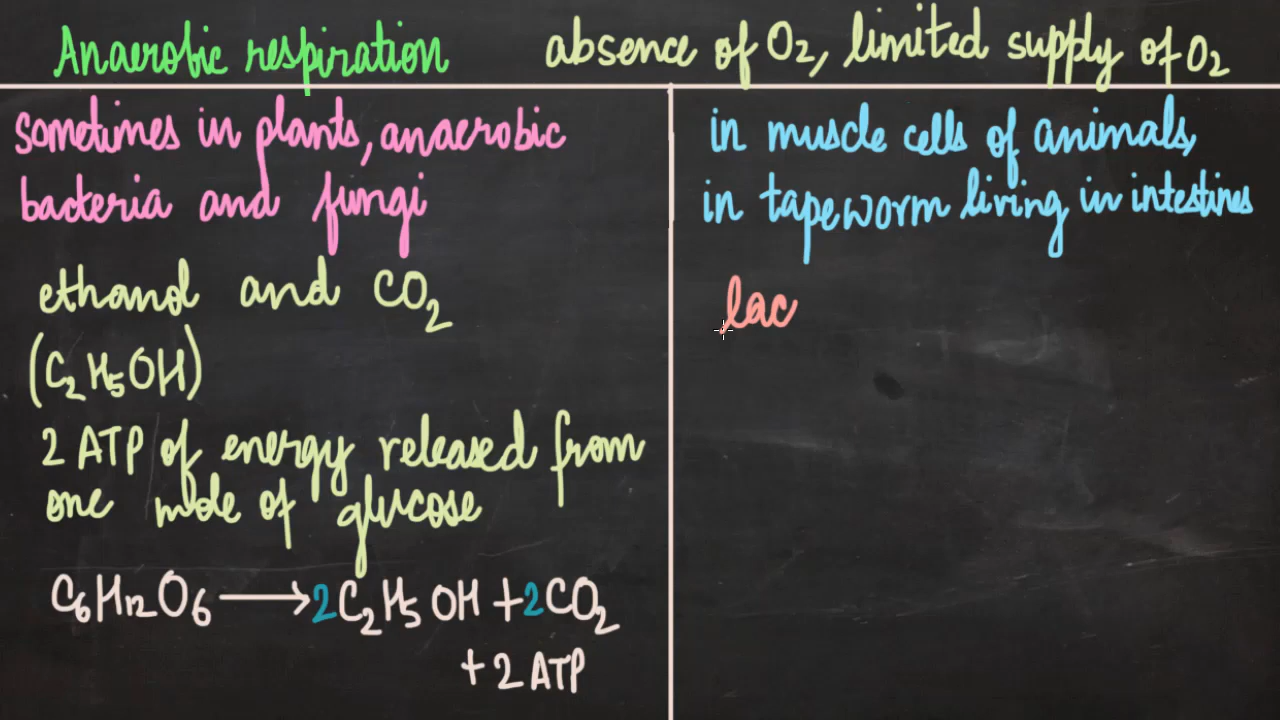 Anaerobic respiration
absence of O2, limited supply of O2
sometimes in plants, anaerobic
bacteria and fungi
ethanol and CO2
(C2H5OH)
2 ATP of energy released from
one mole of glucose
C6H12O6 ⟶ 2C2H5OH + 2CO2
+ 2 ATP
in muscle cells of animals,
in tapeworm living in intestines
lac